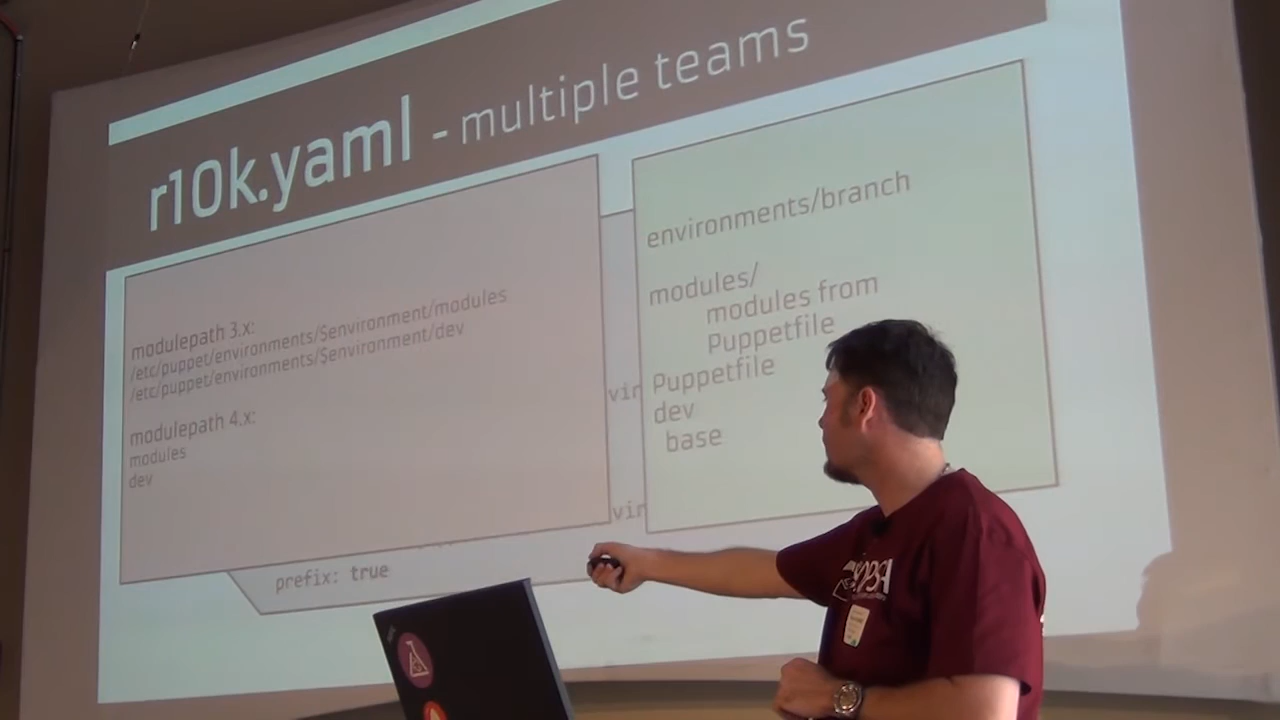 r10k.yaml - multiple teams
modulepath 3.x:
/etc/puppet/environments/$environment/modules
/etc/puppet/environments/$environment/dev
modulepath 4.x:
modules
dev
prefix: true
environments/branch
modules/
modules from
Puppetfile
Puppetfile
dev
base